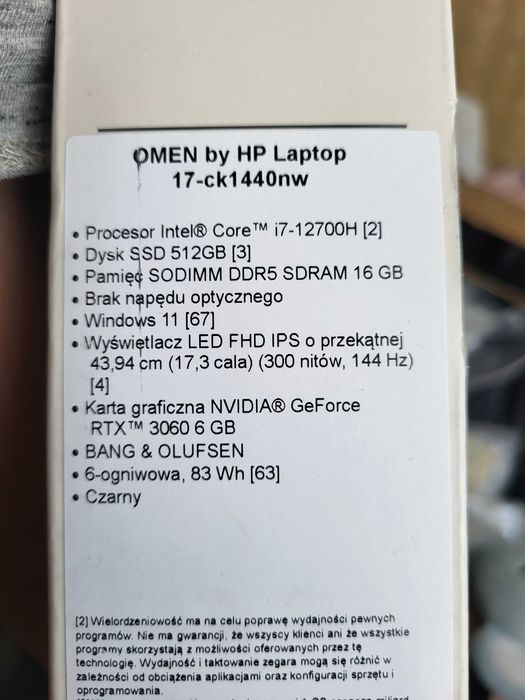 OMEN by HP Laptop
17-ck1440nw
• Procesor Intel® Core™ i7-12700H [2]
• Dysk SSD 512GB [3]
• Pamięć SODIMM DDR5 SDRAM 16 GB
• Brak napędu optycznego
• Windows 11 [67]
• Wyświetlacz LED FHD IPS o przekątnej
43,94 cm (17,3 cala) (300 nitów, 144 Hz)
[4]
• Karta graficzna NVIDIA® GeForce
RTX™ 3060 6 GB
• BANG & OLUFSEN
• 6-ogniwowa, 83 Wh [63]
• Czarny
[2] Wielordzeniowość ma na celu poprawę wydajności pewnych
programów. Nie ma gwarancji, że wszyscy klienci ani że wszystkie
programy skorzystają z możliwości oferowanych przez tę
technologię. Wydajność i taktowanie zegara mogą się różnić w
zależności od obciążenia aplikacjami oraz konfiguracji sprzętu i
oprogramowania.